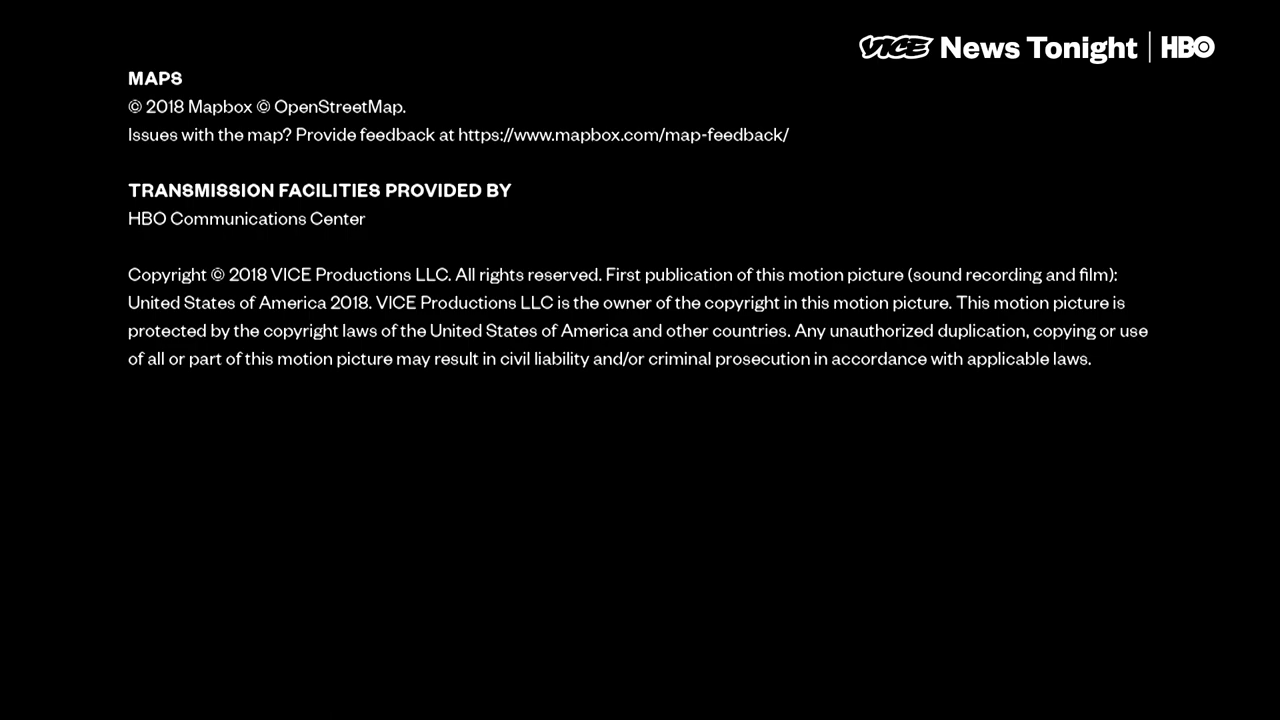 VICE News Tonight | HBO
MAPS
© 2018 Mapbox © OpenStreetMap.
Issues with the map? Provide feedback at https://www.mapbox.com/map-feedback/
TRANSMISSION FACILITIES PROVIDED BY
HBO Communications Center
Copyright © 2018 VICE Productions LLC. All rights reserved. First publication of this motion picture (sound recording and film):
United States of America 2018. VICE Productions LLC is the owner of the copyright in this motion picture. This motion picture is
protected by the copyright laws of the United States of America and other countries. Any unauthorized duplication, copying or use
of all or part of this motion picture may result in civil liability and/or criminal prosecution in accordance with applicable laws.